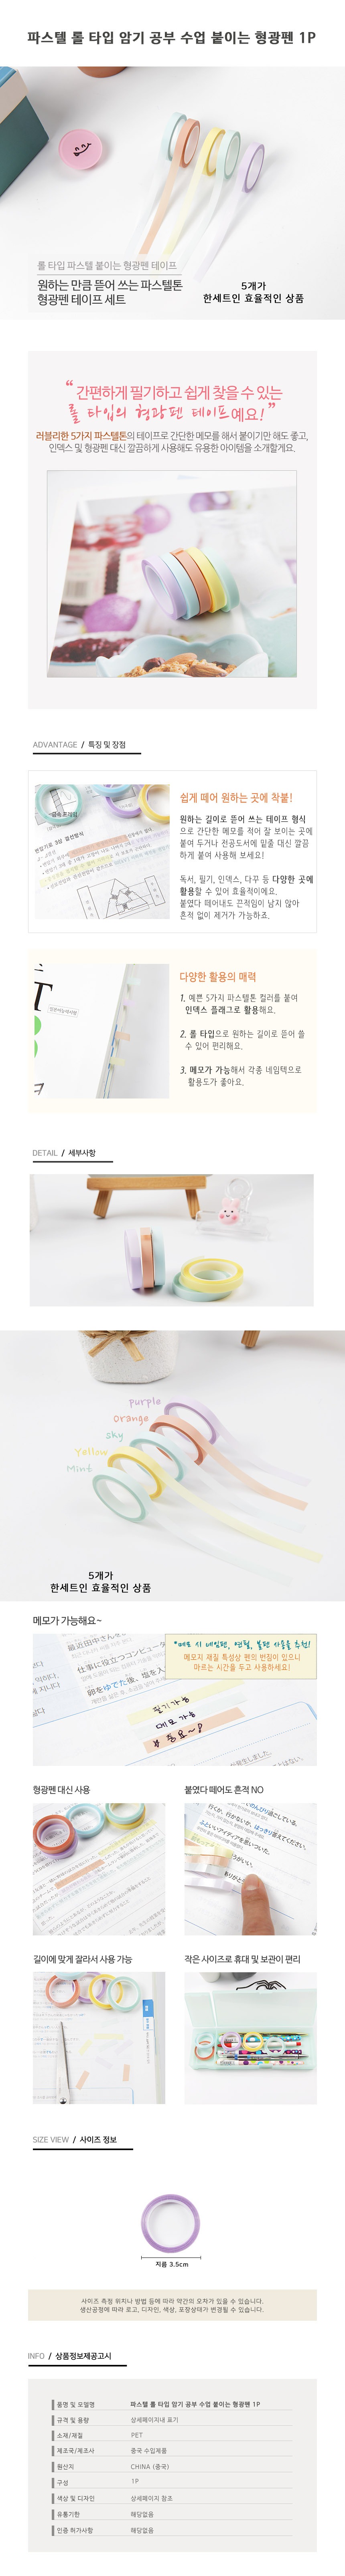 파스텔 롤 타입 암기 공부 수업 붙이는 형광펜 1P
롤 타입 파스텔 붙이는 형광펜 테이프
원하는 만큼 뜯어 쓰는 파스텔톤
형광펜 테이프 세트
5개가
한세트인 효율적인 상품
“ 간편하게 필기하고 쉽게 찾을 수 있는
롤 타입의 형광펜 테이프예요! ”
러블리한 5가지 파스텔톤의 테이프로 간단한 메모를 해서 붙이기만 해도 좋고,
인덱스 및 형광펜 대신 깔끔하게 사용해도 유용한 아이템을 소개할게요.
ADVANTAGE / 특징 및 장점
쉽게 떼어 원하는 곳에 착붙!
원하는 길이로 뜯어 쓰는 테이프 형식
으로 간단한 메모를 적어 잘 보이는 곳에
붙여 두거나 전공도서에 밑줄 대신 깔끔
하게 붙여 사용해 보세요!
독서, 필기, 인덱스, 다꾸 등 다양한 곳에
활용할 수 있어 효율적이에요.
붙였다 떼어내도 끈적임이 남지 않아
흔적 없이 제거가 가능하죠.
다양한 활용의 매력
1. 예쁜 5가지 파스텔톤 컬러를 붙여
인덱스 플래그로 활용해요.
2. 롤 타입으로 원하는 길이로 뜯어 쓸
수 있어 편리해요.
3. 메모가 가능해서 각종 네임텍으로
활용도가 좋아요.
DETAIL / 세부사항
purple
orange
sky
Yellow
Mint
5개가
한세트인 효율적인 상품
메모가 가능해요~
*메모 시 네임펜, 연필, 볼펜 사용을 추천!
메모지 재질 특성상 펜의 번짐이 있으니
마르는 시간을 두고 사용하세요!
필기 가능
메모 가능
형광펜 대신 사용
붙였다 떼어도 흔적 NO
길이에 맞게 잘라서 사용 가능
작은 사이즈로 휴대 및 보관이 편리
SIZE VIEW / 사이즈 정보
지름 3.5cm
사이즈 측정 위치나 방법 등에 따라 약간의 오차가 있을 수 있습니다.
생산공정에 따라 로고, 디자인, 색상, 포장상태가 변경될 수 있습니다.
INFO / 상품정보제공고시
품명 및 모델명 파스텔 롤 타입 암기 공부 수업 붙이는 형광펜 1P
규격 및 용량 상세페이지내 표기
소재/재질 PET
제조국/제조사 중국 수입제품
원산지 CHINA (중국)
구성 1P
색상 및 디자인 상세페이지 참조
유통기한 해당없음
인증 허가사항 해당없음